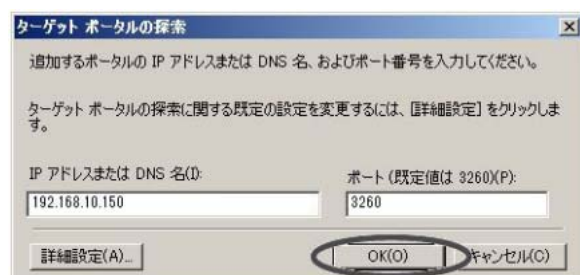 ターゲット ポータルの探索
追加するポータルの IP アドレスまたは DNS 名、およびポート番号を入力してください。
ターゲット ポータルの探索に関する既定の設定を変更するには、[詳細設定] をクリックしま
す。
IP アドレスまたは DNS 名(I):
ポート (既定値は 3260)(P):
192.168.10.150
3260
詳細設定(A)...
OK(O)
キャンセル(C)